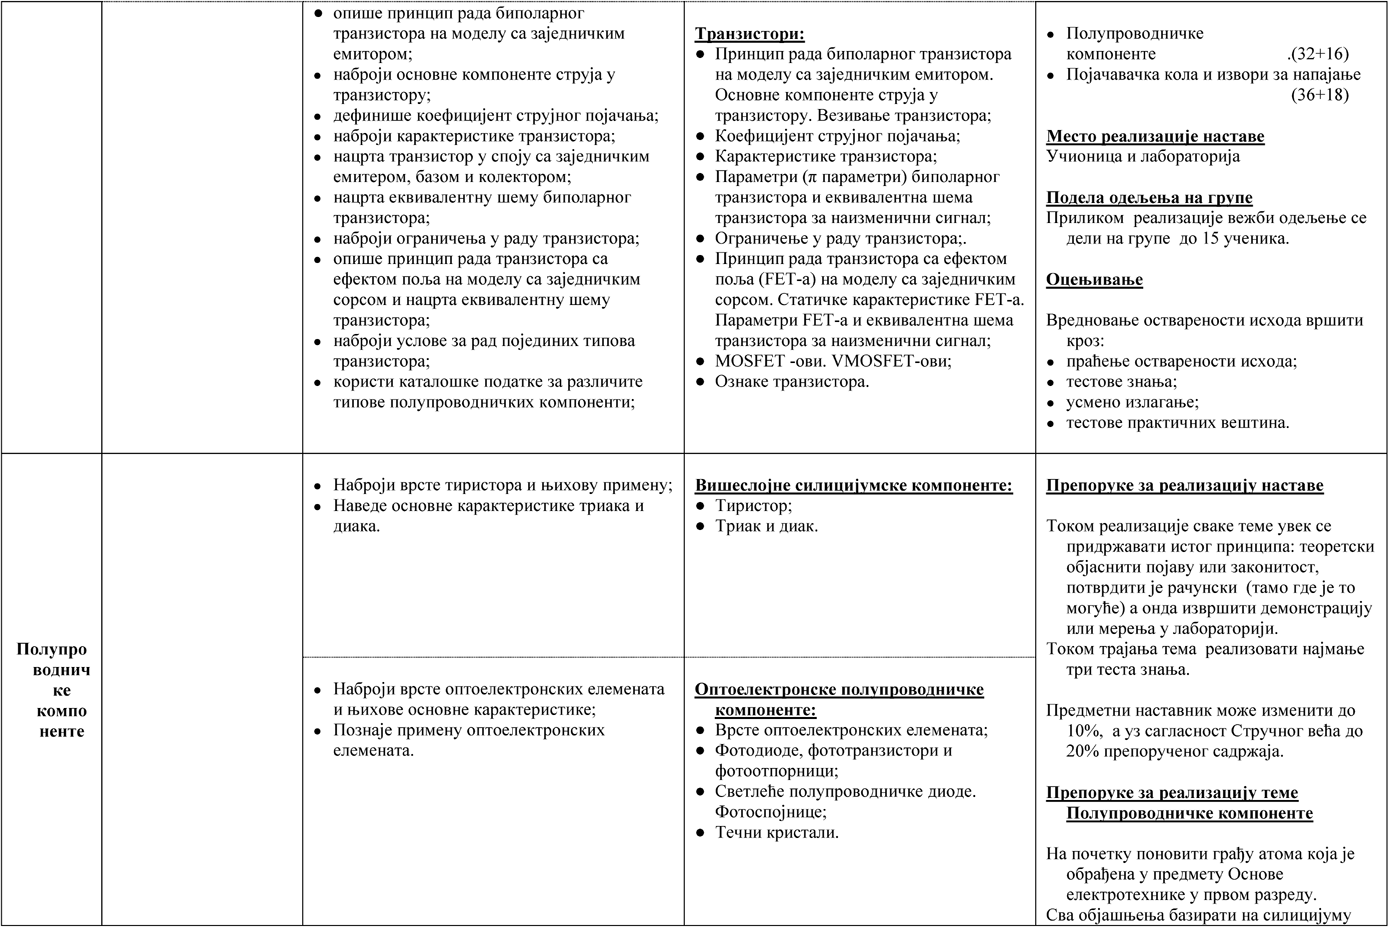 ● опише принцип рада биполарног
транзистора на моделу са заједничким
емитором;
● наброји основне компоненте струја у
транзистору;
● дефинише коефицијент струјног појачања;
● наброји карактеристике транзистора;
● нацрта транзистор у споју са заједничким
емитером, базом и колектором;
● нацрта еквивалентну шему биполарног
транзистора;
● наброји ограничења у раду транзистора;
● опише принцип рада транзистора са
ефектом поља на моделу са заједничким
сорсом и нацрта еквивалентну шему
транзистора;
● наброји услове за рад појединих типова
транзистора;
● користи каталошке податке за различите
типове полупроводничких компоненти;
Транзистори:
● Принцип рада биполарног транзистора
на моделу са заједничким емитором.
Основне компоненте струја у
транзистору. Везивање транзистора;
● Коефицијент струјног појачања;
● Карактеристике транзистора;
● Параметри (π параметри) биполарног
транзистора и еквивалентна шема
транзистора за наизменични сигнал;
● Ограничење у раду транзистора;.
● Принцип рада транзистора са ефектом
поља (FET-а) на моделу са заједничким
сорсом. Статичке карактеристике FET-а.
Параметри FET-а и еквивалентна шема
транзистора за наизменични сигнал;
● MOSFET -ови. VMOSFET-ови;
● Ознаке транзистора.
● Полупроводничке
компоненте .(32+16)
● Појачавачка кола и извори за напајање
(36+18)
Место реализације наставе
Учионица и лабораторија
Подела одељења на групе
Приликом реализације вежби одељење се
дели на групе до 15 ученика.
Оцењивање
Вредновање остварености исхода вршити
кроз:
● праћење остварености исхода;
● тестове знања;
● усмено излагање;
● тестове практичних вештина.
Полупро
воднич
ке
компо
ненте
● Наброји врсте тиристора и њихову примену;
● Наведе основне карактеристике триака и
диака.
Вишеслојне силицијумске компоненте:
● Тиристор;
● Триак и диак.
● Наброји врсте оптоелектронских елемената
и њихове основне карактеристике;
● Познаје примену оптоелектронских
елемената.
Оптоелектронске полупроводничке
компоненте:
● Врсте оптоелектронских елемената;
● Фотодиоде, фототранзистори и
фотоотпорници;
● Светлеће полупроводничке диоде.
Фотоспојнице;
● Течни кристали.
Препоруке за реализацију наставе
Током реализације сваке теме увек се
придржавати истог принципа: теоретски
објаснити појаву или законитост,
потврдити је рачунски (тамо где је то
могуће) а онда извршити демонстрацију
или мерења у лабораторији.
Током трајања тема реализовати најмање
три теста знања.
Предметни наставник може изменити до
10%, а уз сагласност Стручног већа до
20% препорученог садржаја.
Препоруке за реализацију теме
Полупроводничке компоненте
На почетку поновити грађу атома која је
обрађена у предмету Основе
електротехнике у првом разреду.
Сва објашњења базирати на силицијуму